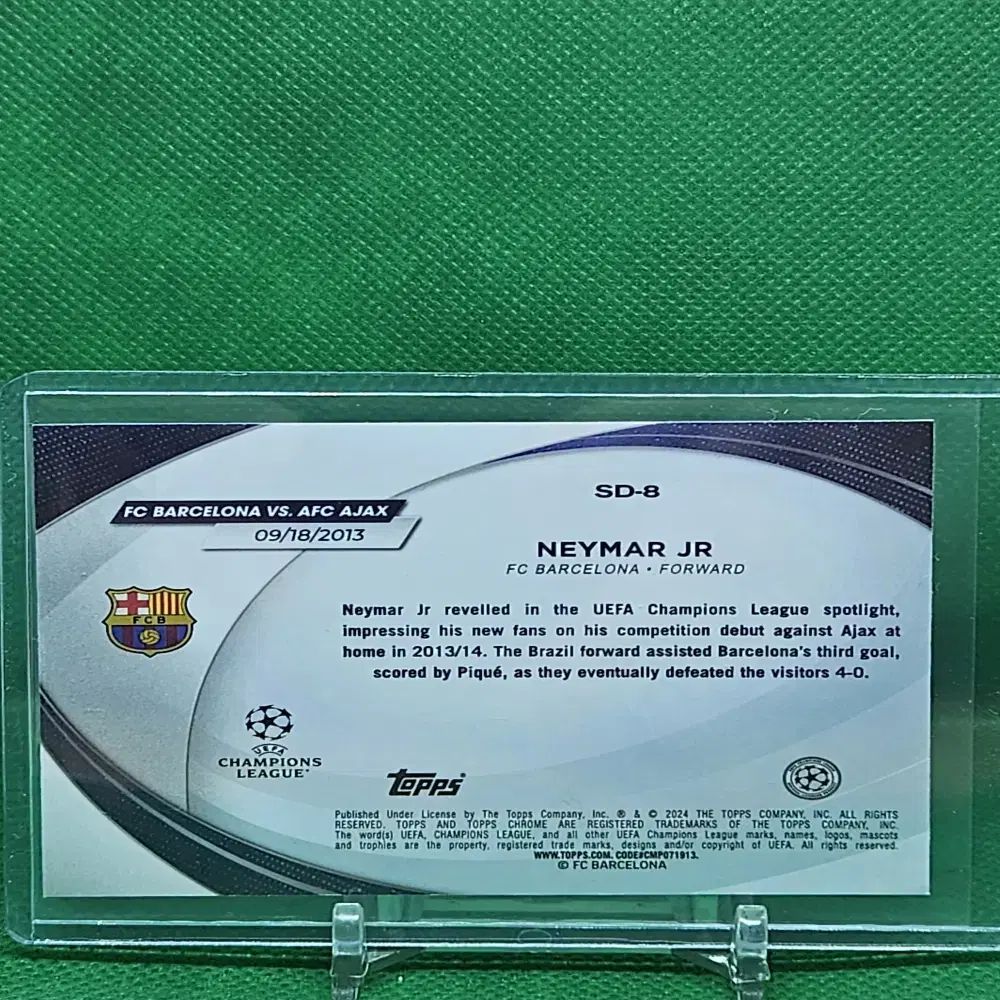 SD-8
FC BARCELONA VS. AFC AJAX
09/18/2013
NEYMAR JR
FC BARCELONA • FORWARD
FCB
Neymar Jr revelled in the UEFA Champions League spotlight,
impressing his new fans on his competition debut against Ajax at
home in 2013/14. The Brazil forward assisted Barcelona's third goal,
scored by Piqué, as they eventually defeated the visitors 4-0.
UEFA
CHAMPIONS
LEAGUE
topps
Published Under License by The Topps Company, Inc. ® & © 2024 THE TOPPS COMPANY, INC. ALL RIGHTS
RESERVED. TOPPS AND TOPPS CHROME ARE REGISTERED TRADEMARKS OF THE TOPPS COMPANY, INC.
The word(s) UEFA, CHAMPIONS LEAGUE, and all other UEFA Champions League marks, names, logos, mascots
and trophies are the property, registered trade marks, designs and/or copyright of UEFA. All rights reserved.
WWW.TOPPS.COM. CODE#CMP071913.
© FC BARCELONA